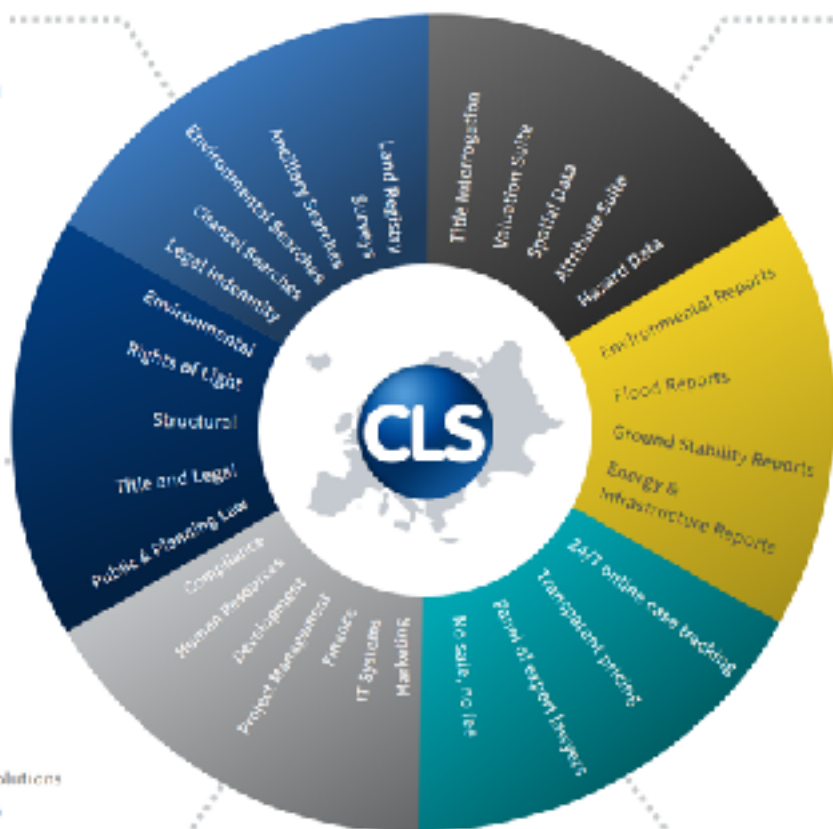 Land Registry
Survey
Ancillary Searches
Environmental Searches
Chancel Searches
Legal Indemnity
Title Interrogation
Valuation Suite
Spatial Data
Attribute Suite
Hazard Data
Environmental Reports
Flood Reports
Ground Stability Reports
Energy &
Infrastructure Reports
24/7 online case tracking
Transparent pricing
Panel of expert lawyers
No sale, no fee
Marketing
IT Systems
Finance
Project Management
Development
Human Resources
Compliance
Public & Planning Law
Title and Legal
Structural
Rights of Light
Environmental
CLS
olutions